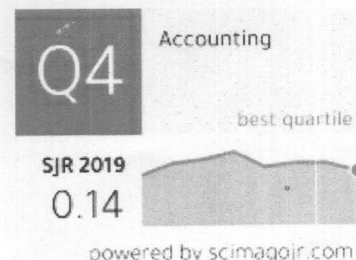 Q4
Accounting
best quartile
SJR 2019
0.14
powered by scimagojr.com